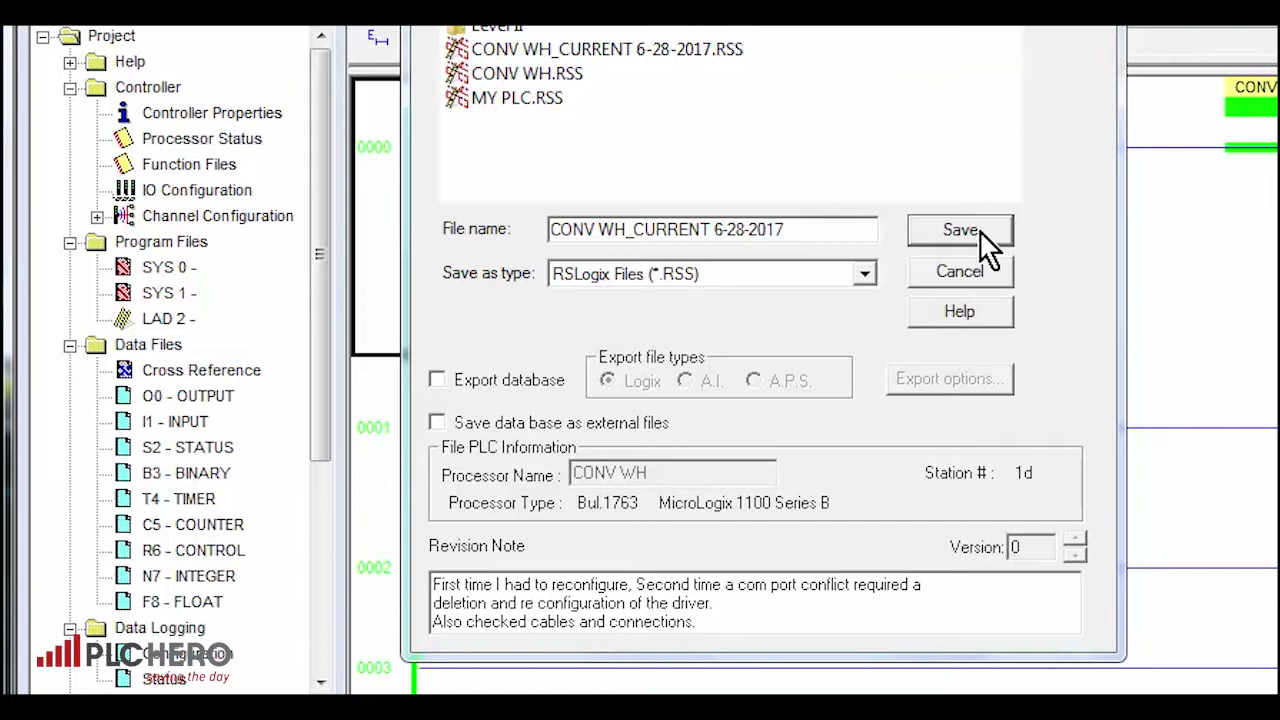 Project
Help
Controller
Controller Properties
Processor Status
Function Files
IO Configuration
Channel Configuration
Program Files
SYS 0 -
SYS 1 -
LAD 2 -
Data Files
Cross Reference
O0 - OUTPUT
I1 - INPUT
S2 - STATUS
B3 - BINARY
T4 - TIMER
C5 - COUNTER
R6 - CONTROL
N7 - INTEGER
F8 - FLOAT
Data Logging
Configuration
Status
PLCHERO
saving the day
E
0000
0001
0002
0003
CONV
Level II
CONV WH_CURRENT 6-28-2017.RSS
CONV WH.RSS
MY PLC.RSS
File name: CONV WH_CURRENT 6-28-2017 Save
Save as type: RSLogix Files (*.RSS) Cancel
Help
Export file types
Export database Logix A.I. A.P.S. Export options...
Save data base as external files
File PLC Information
Processor Name : CONV WH Station # : 1d
Processor Type : Bul.1763 MicroLogix 1100 Series B
Revision Note Version: 0
First time I had to reconfigure, Second time a com port conflict required a
deletion and re configuration of the driver.
Also checked cables and connections.